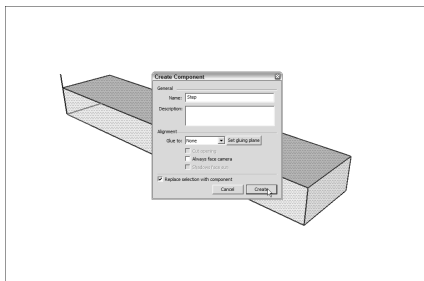 Create Component
General
Name: Step
Description:
Alignment
Glue to: None Set gluing plane
Cut opening
Always face camera
Shadows face sun
Replace selection with component
Cancel Create